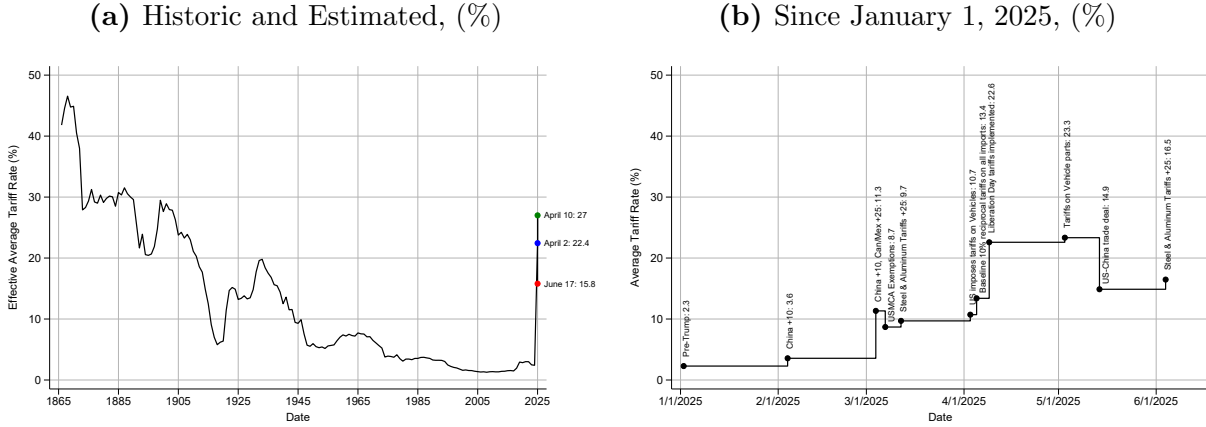 (a) Historic and Estimated, (%)
Effective Average Tariff Rate (%)
50
40
30
20
10
0
April 10: 27
April 2: 22.4
June 17: 15.8
1865
1885
1905
1925
1945
1965
1985
2005
2025
Date
(b) Since January 1, 2025, (%)
Average Tariff Rate (%)
50
40
30
20
10
0
Pre-Trump: 2.3
China +10: 3.6
China +10, Can/Mex +25: 11.3
USMCA Exemptions: 8.7
Steel & Aluminum Tariffs +25: 9.7
US imposes tariffs on Vehicles: 10.7
Baseline 10% reciprocal tariffs on all imports: 13.4
Liberation Day tariffs implemented: 22.6
Tariffs on Vehicle parts: 23.3
US-China trade deal: 14.9
Steel & Aluminum Tariffs +25: 16.5
1/1/2025
2/1/2025
3/1/2025
4/1/2025
5/1/2025
6/1/2025
Date